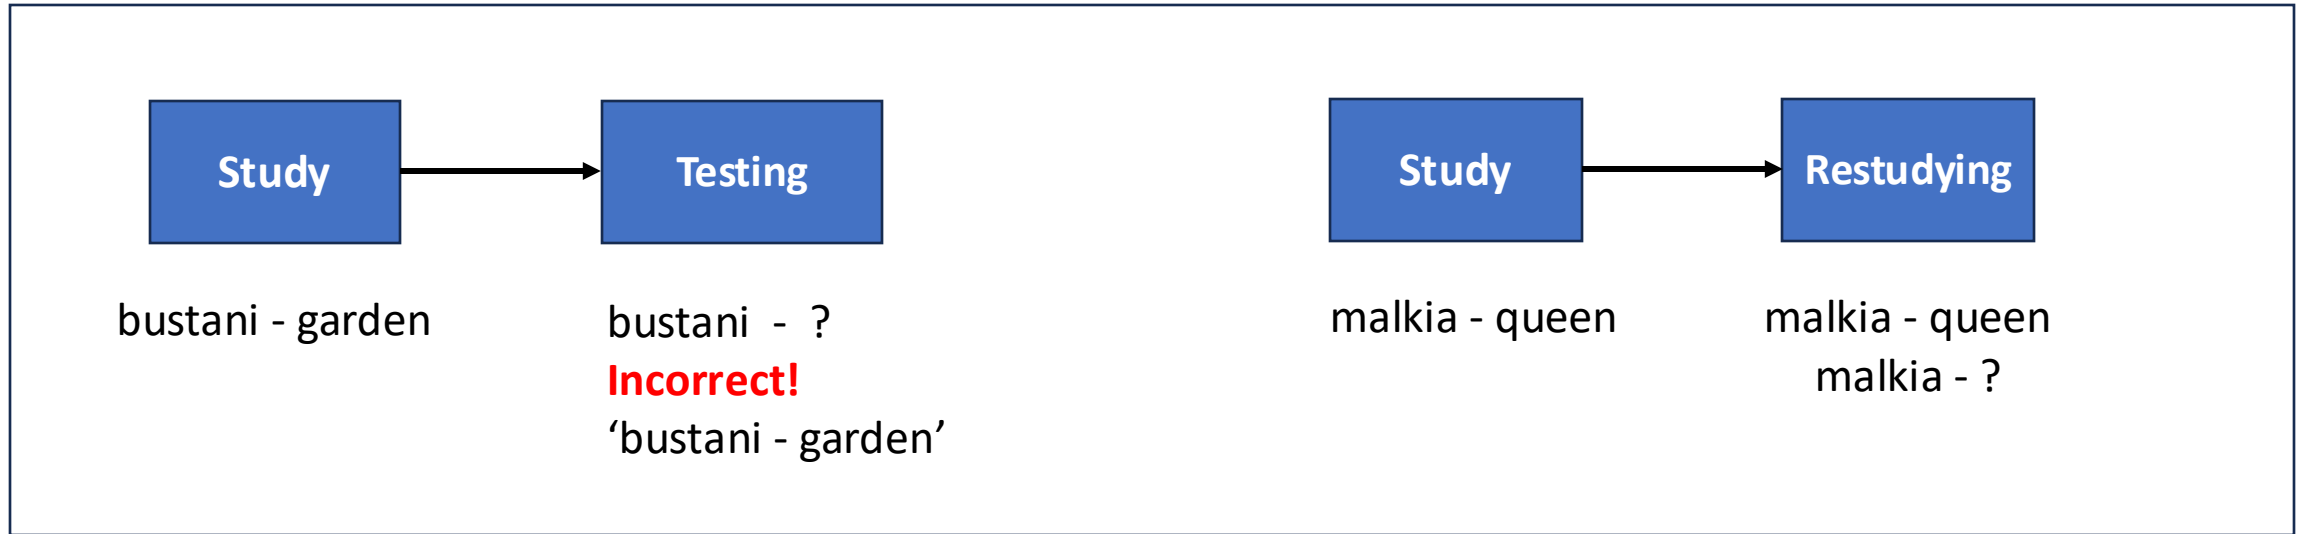 Study
Testing
bustani - garden
bustani - ?
Incorrect!
‘bustani - garden’
Study
Restudying
malkia - queen
malkia - queen
malkia - ?